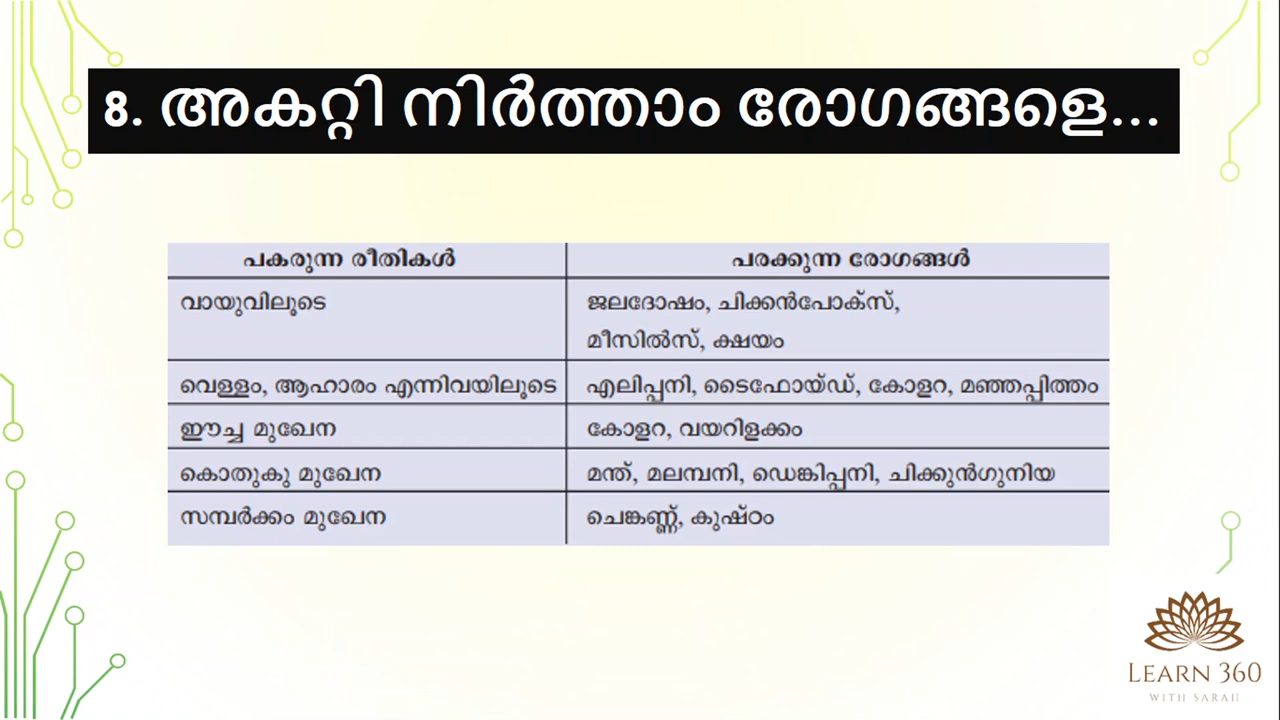 8. അകറ്റി നിർത്താം രോഗങ്ങളെ...
പകരുന്ന രീതികൾ പരക്കുന്ന രോഗങ്ങൾ
വായുവിലൂടെ ജലദോഷം, ചിക്കൻപോക്സ്,
മീസിൽസ്, ക്ഷയം
വെള്ളം, ആഹാരം എന്നിവയിലൂടെ എലിപ്പനി, ടൈഫോയ്ഡ്, കോളറ, മഞ്ഞപ്പിത്തം
ഈച്ച മുഖേന കോളറ, വയറിളക്കം
കൊതുകു മുഖേന മന്ത്, മലമ്പനി, ഡെങ്കിപ്പനി, ചിക്കുൻഗുനിയ
സമ്പർക്കം മുഖേന ചെങ്കണ്ണ്, കുഷ്ഠം
LEARN 360
WITH SARAH